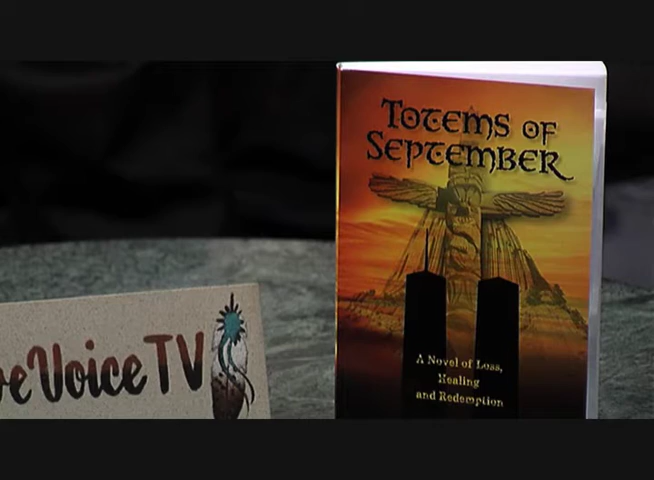 TOTEMS OF
SEPTEMBER
A Novel of Loss,
Healing
and Redemption
Voice TV